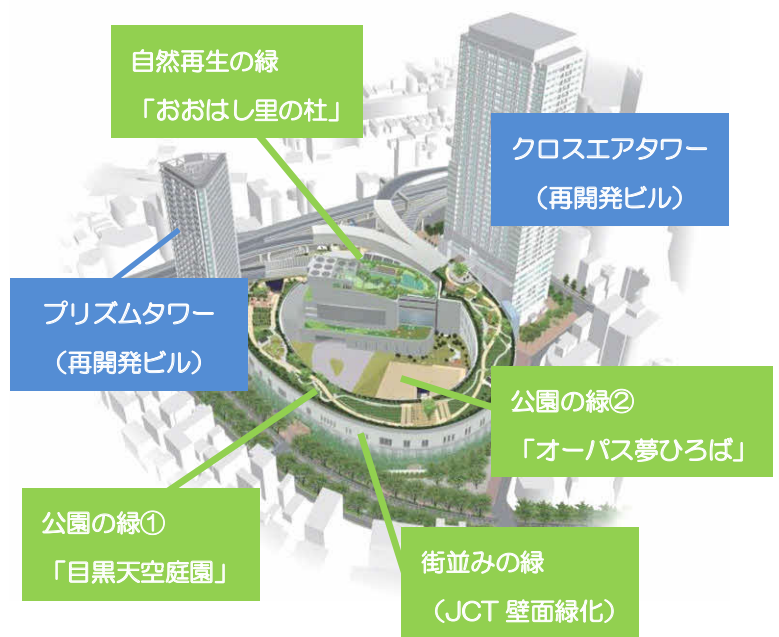 自然再生の緑
「おおはし里の杜」
クロスエアタワー
（再開発ビル）
プリズムタワー
（再開発ビル）
公園の緑②
「オーパス夢ひろば」
公園の緑①
「目黒天空庭園」
街並みの緑
（JCT 壁面緑化）